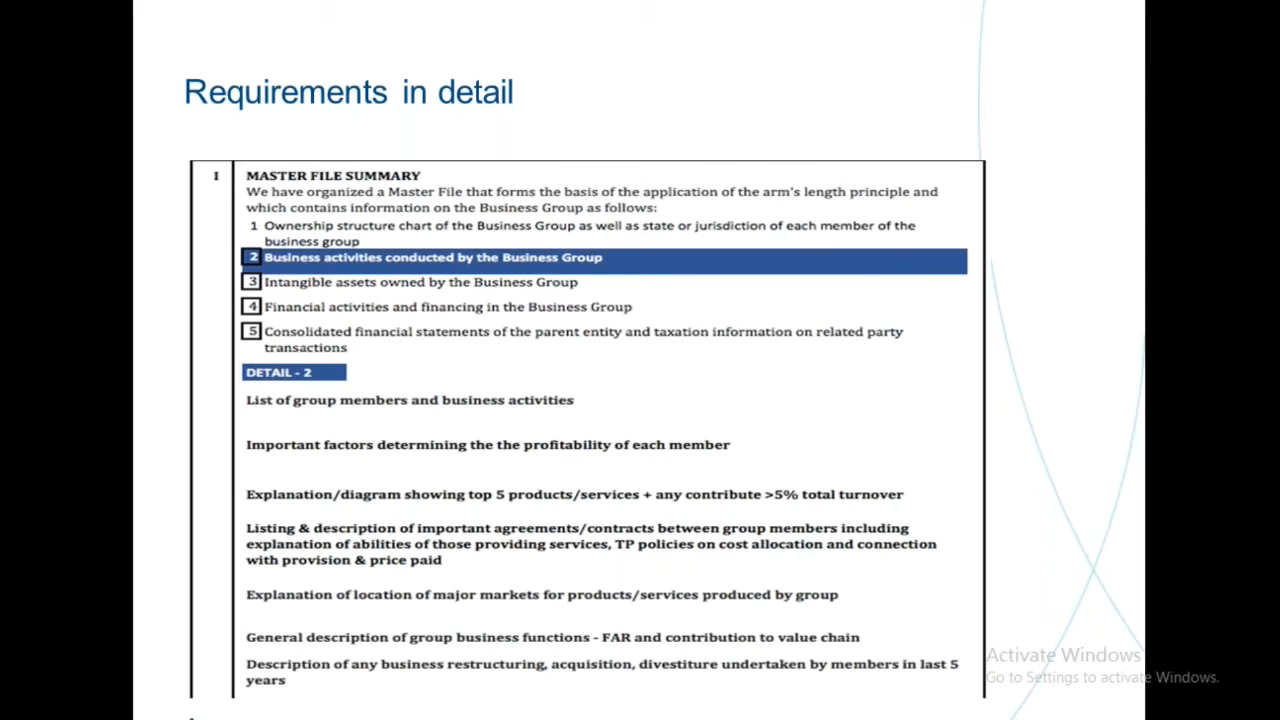 Requirements in detail
I MASTER FILE SUMMARY
We have organized a Master File that forms the basis of the application of the arm's length principle and
which contains information on the Business Group as follows:
1 Ownership structure chart of the Business Group as well as state or jurisdiction of each member of the
business group
2 Business activities conducted by the Business Group
3 Intangible assets owned by the Business Group
4 Financial activities and financing in the Business Group
5 Consolidated financial statements of the parent entity and taxation information on related party
transactions
DETAIL - 2
List of group members and business activities
Important factors determining the the profitability of each member
Explanation/diagram showing top 5 products/services + any contribute >5% total turnover
Listing & description of important agreements/contracts between group members including
explanation of abilities of those providing services, TP policies on cost allocation and connection
with provision & price paid
Explanation of location of major markets for products/services produced by group
General description of group business functions - FAR and contribution to value chain
Description of any business restructuring, acquisition, divestiture undertaken by members in last 5
years
Activate Windows
Go to Settings to activate Windows.